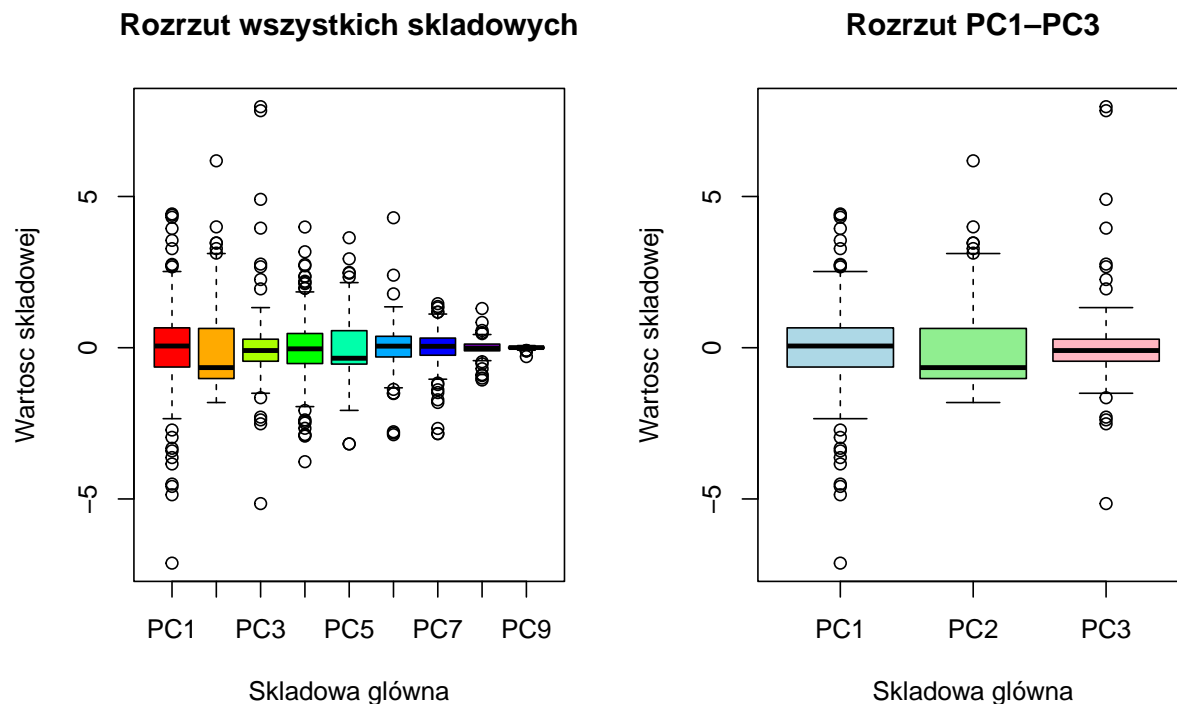 Rozrzut wszystkich skladowych
Wartosc skladowej
5
0
−5
PC1 PC3 PC5 PC7 PC9
Skladowa glówna
Rozrzut PC1–PC3
Wartosc skladowej
5
0
−5
PC1 PC2 PC3
Skladowa glówna